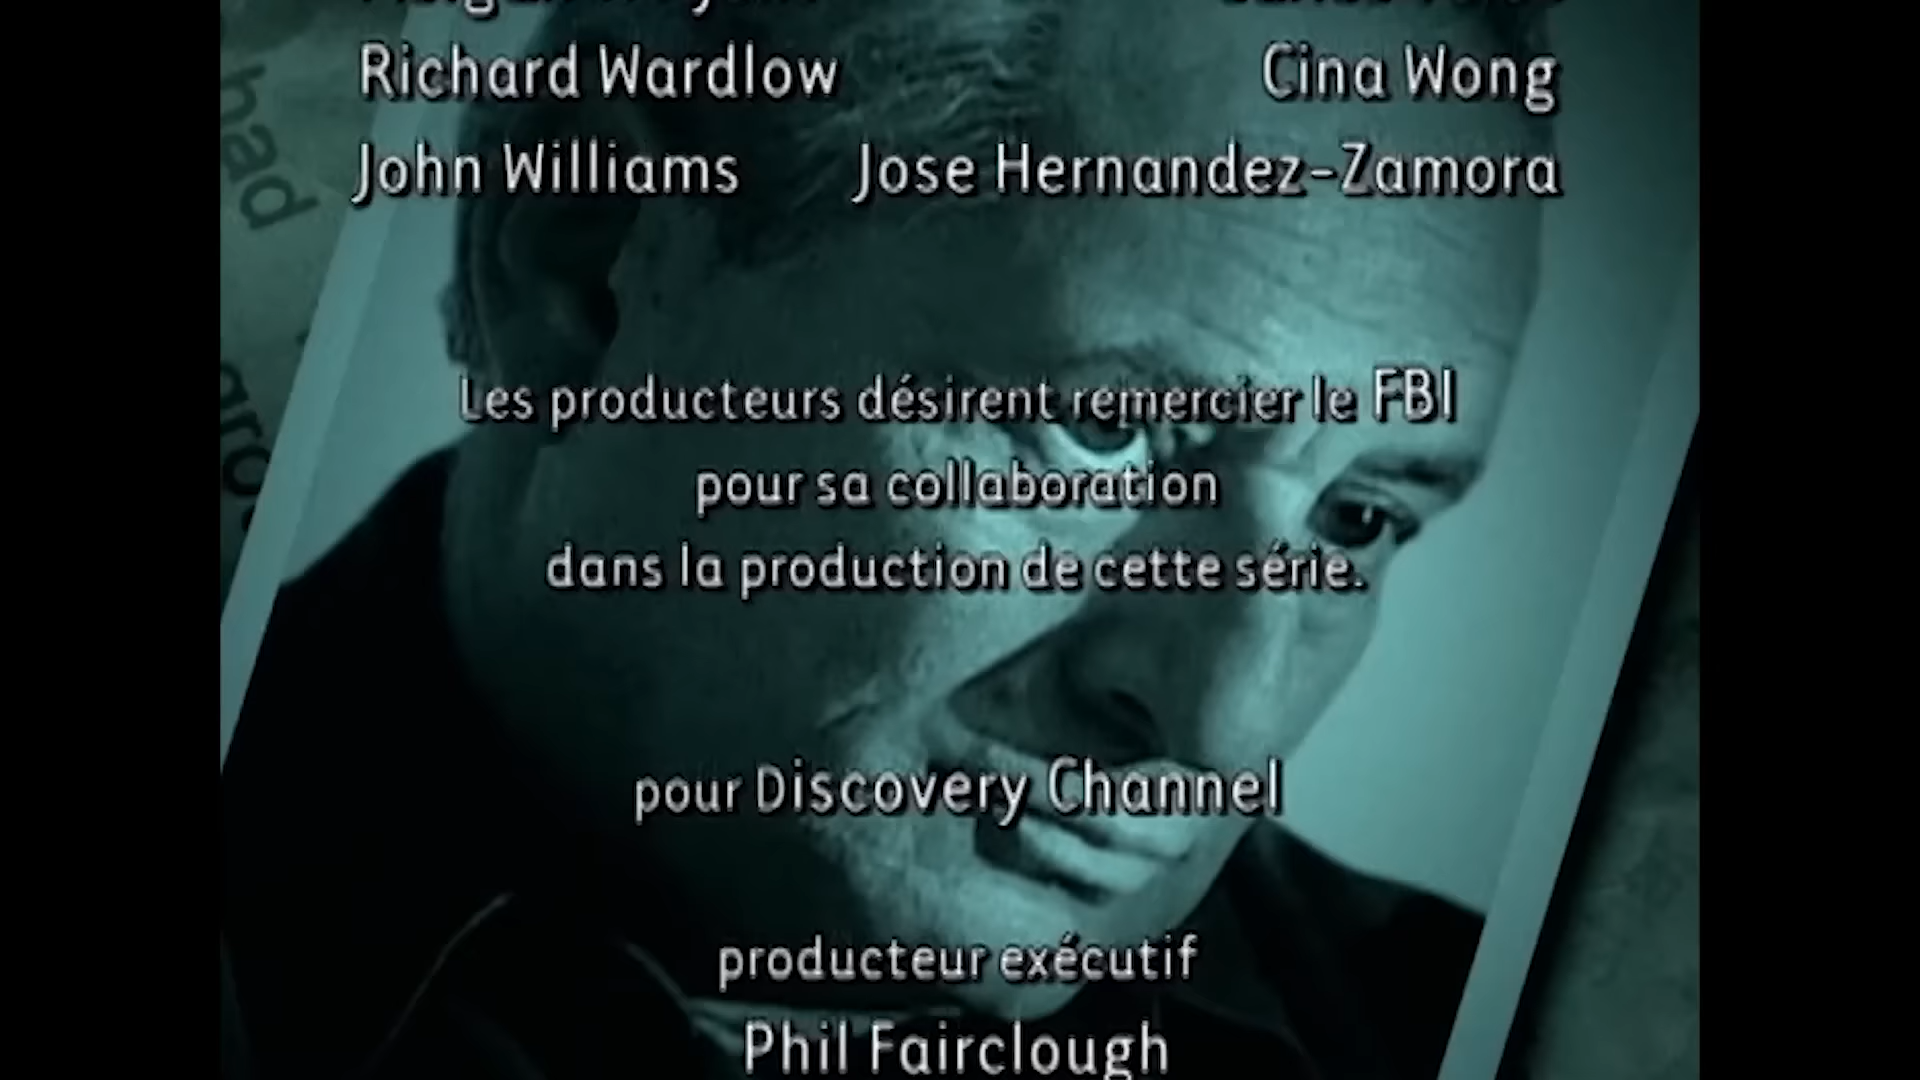 Richard Wardlow Cina Wong
John Williams Jose Hernandez-Zamora
Les producteurs désirent remercier le FBI
pour sa collaboration
dans la production de cette série.
pour Discovery Channel
producteur exécutif
Phil Fairclough
had